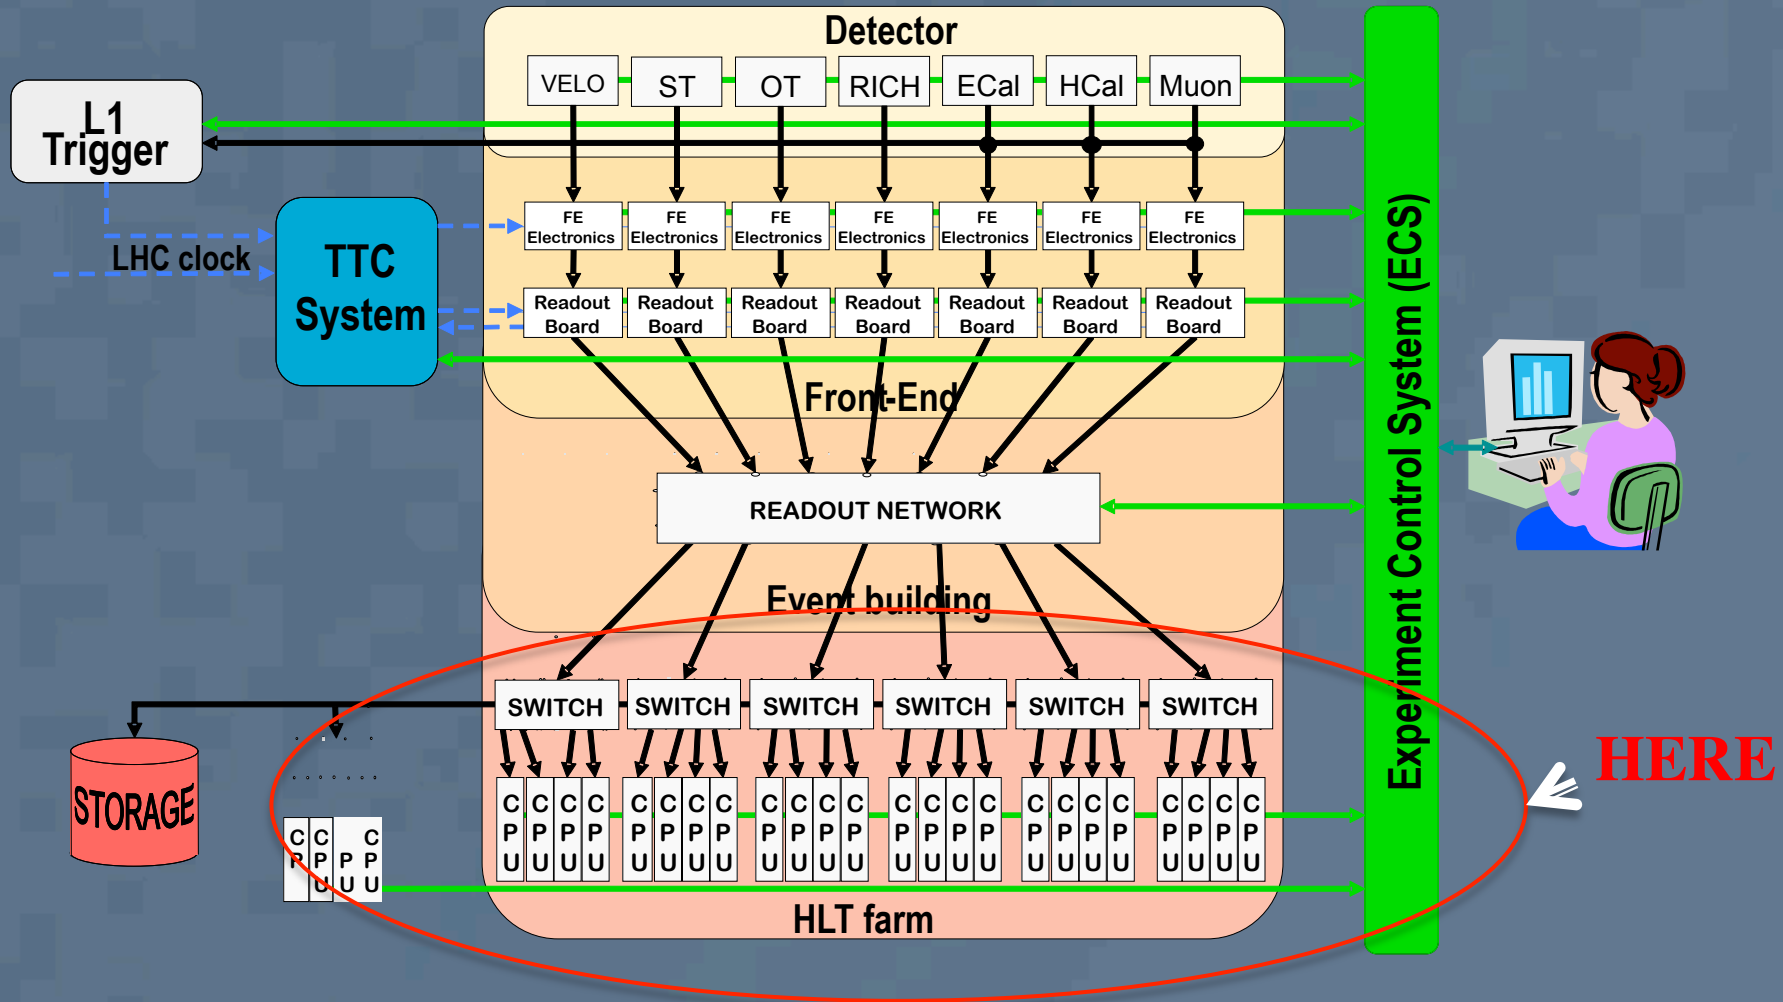 Detector
VELO ST OT RICH ECal HCal Muon
L1
Trigger
FE FE FE FE FE FE FE
Electronics Electronics Electronics Electronics Electronics Electronics Electronics
LHC clock
TTC
System
Readout Readout Readout Readout Readout Readout Readout
Board Board Board Board Board Board Board
Front-End
READOUT NETWORK
Event building
Experiment Control System (ECS)
SWITCH SWITCH SWITCH SWITCH SWITCH SWITCH
HERE
STORAGE
C C C C C C C C C C C C C C C C C C C C C C C C
P P P P P P P P P P P P P P P P P P P P P P P P
U U U U U U U U U U U U U U U U U U U U U U U U
C C C
P P P P
U U U
HLT farm